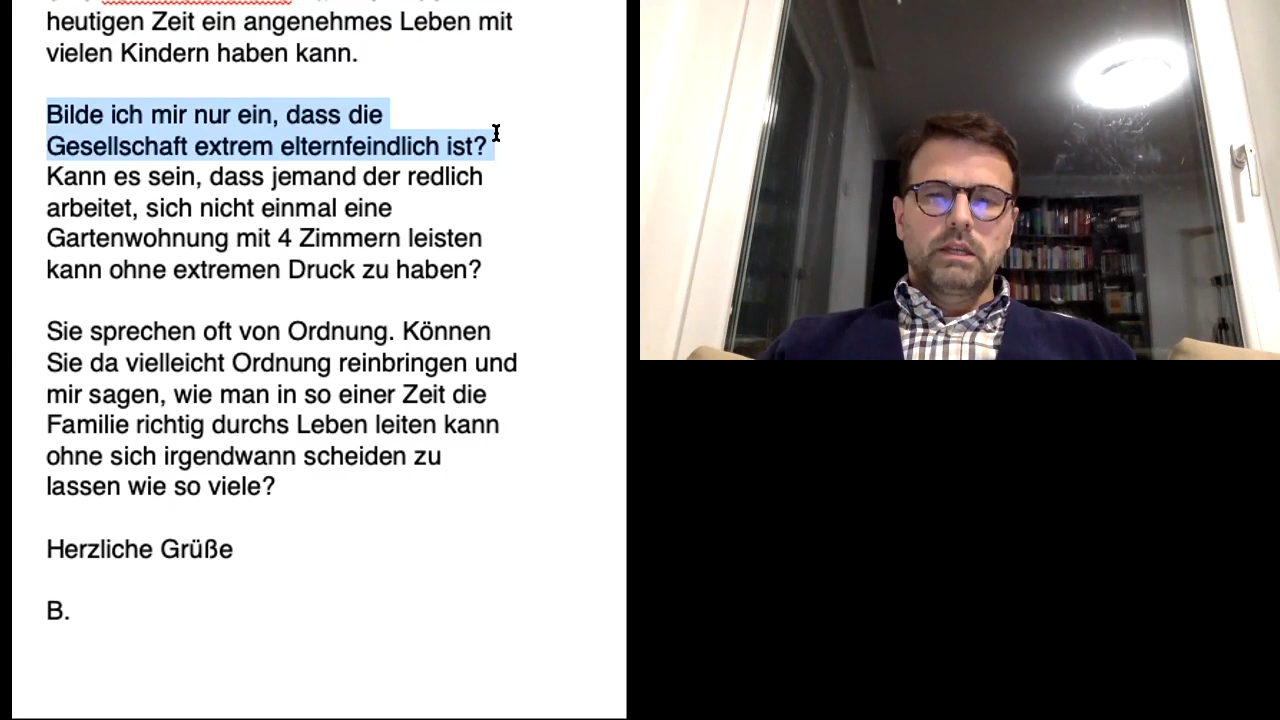 heutigen Zeit ein angenehmes Leben mit
vielen Kindern haben kann.
Bilde ich mir nur ein, dass die
Gesellschaft extrem elternfeindlich ist?
Kann es sein, dass jemand der redlich
arbeitet, sich nicht einmal eine
Gartenwohnung mit 4 Zimmern leisten
kann ohne extremen Druck zu haben?
Sie sprechen oft von Ordnung. Können
Sie da vielleicht Ordnung reinbringen und
mir sagen, wie man in so einer Zeit die
Familie richtig durchs Leben leiten kann
ohne sich irgendwann scheiden zu
lassen wie so viele?
Herzliche Grüße
B.